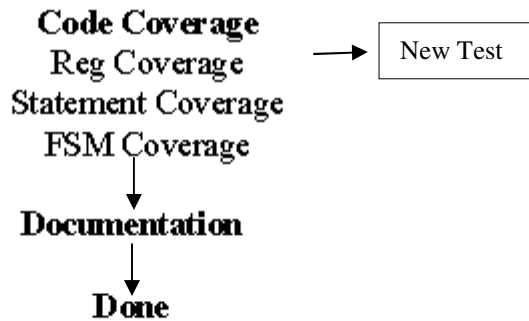 Code Coverage
Reg Coverage
Statement Coverage
FSM Coverage
New Test
Documentation
Done